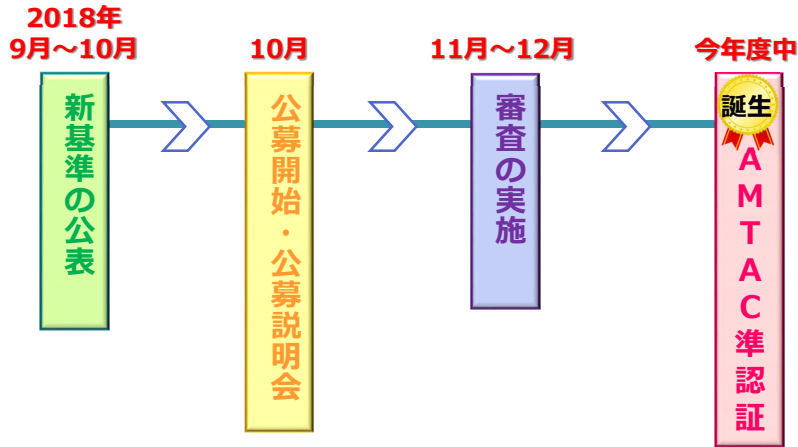 2018年
9月～10月
新基準の公表
10月
公募開始・公募説明会
11月～12月
審査の実施
今年度中
誕生
AMTAC準認証